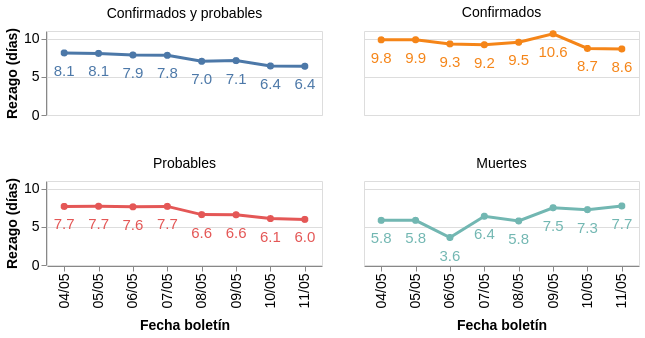 Confirmados y probables
Confirmados
Rezago (días)
10
5
0
8.1 8.1 7.9 7.8 7.0 7.1 6.4 6.4
9.8 9.9 9.3 9.2 9.5 10.6 8.7 8.6
Probables
Muertes
Rezago (días)
10
5
0
7.7 7.7 7.6 7.7 6.6 6.6 6.1 6.0
5.8 5.8 3.6 6.4 5.8 7.5 7.3 7.7
04/05 05/05 06/05 07/05 08/05 09/05 10/05 11/05
04/05 05/05 06/05 07/05 08/05 09/05 10/05 11/05
Fecha boletín
Fecha boletín